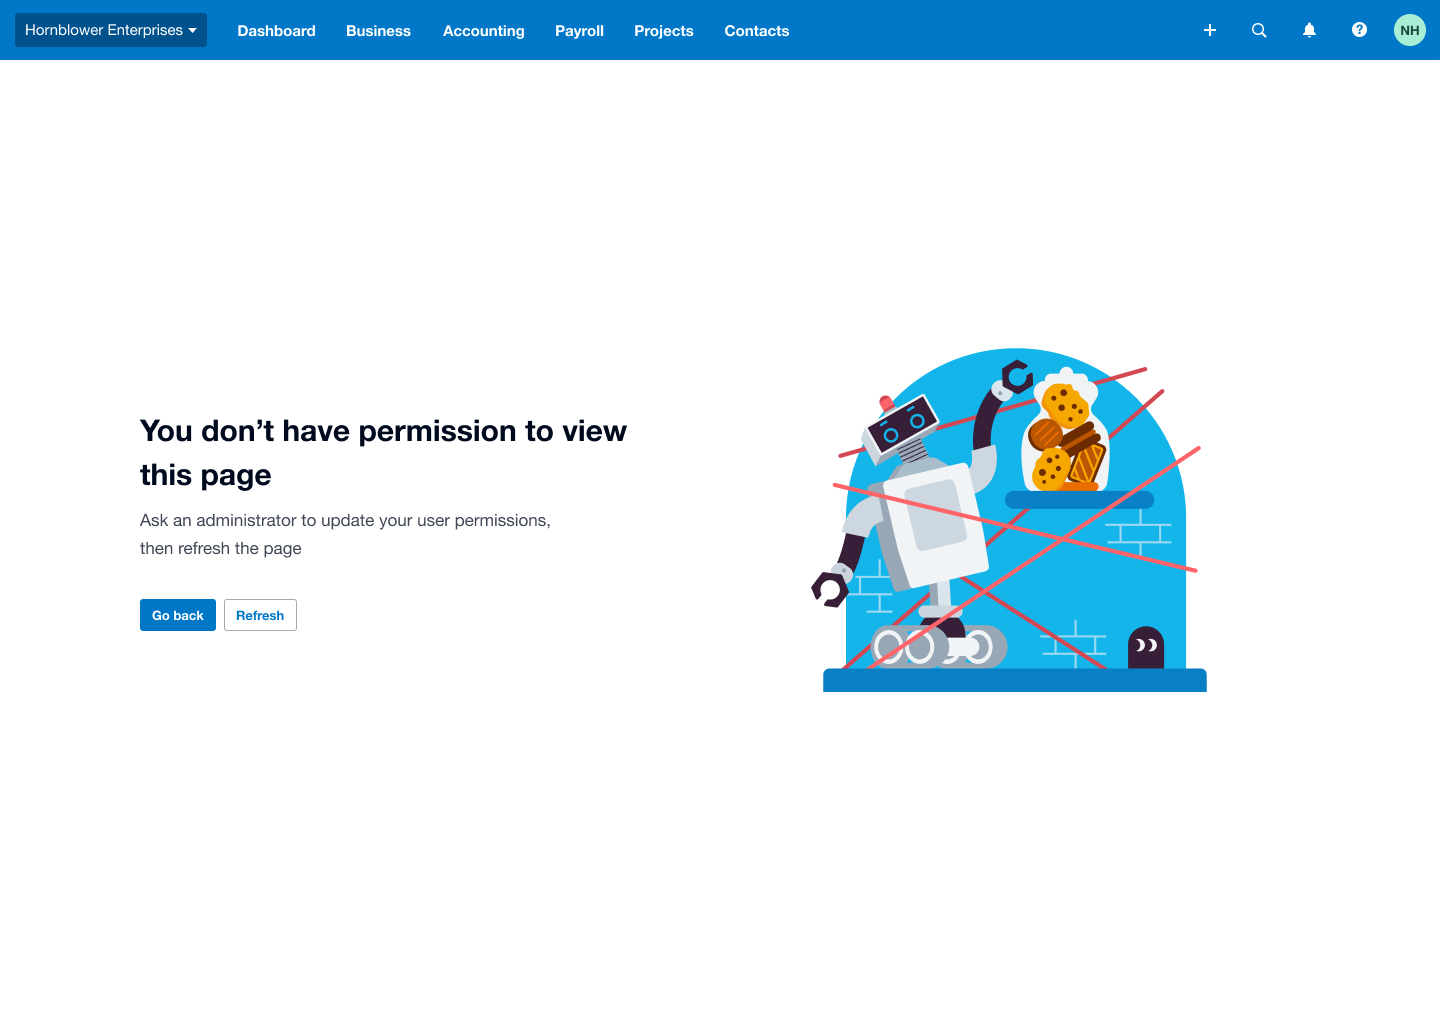 Hornblower Enterprises
Dashboard
Business
Accounting
Payroll
Projects
Contacts
NH
You don’t have permission to view
this page
Ask an administrator to update your user permissions,
then refresh the page
Go back
Refresh